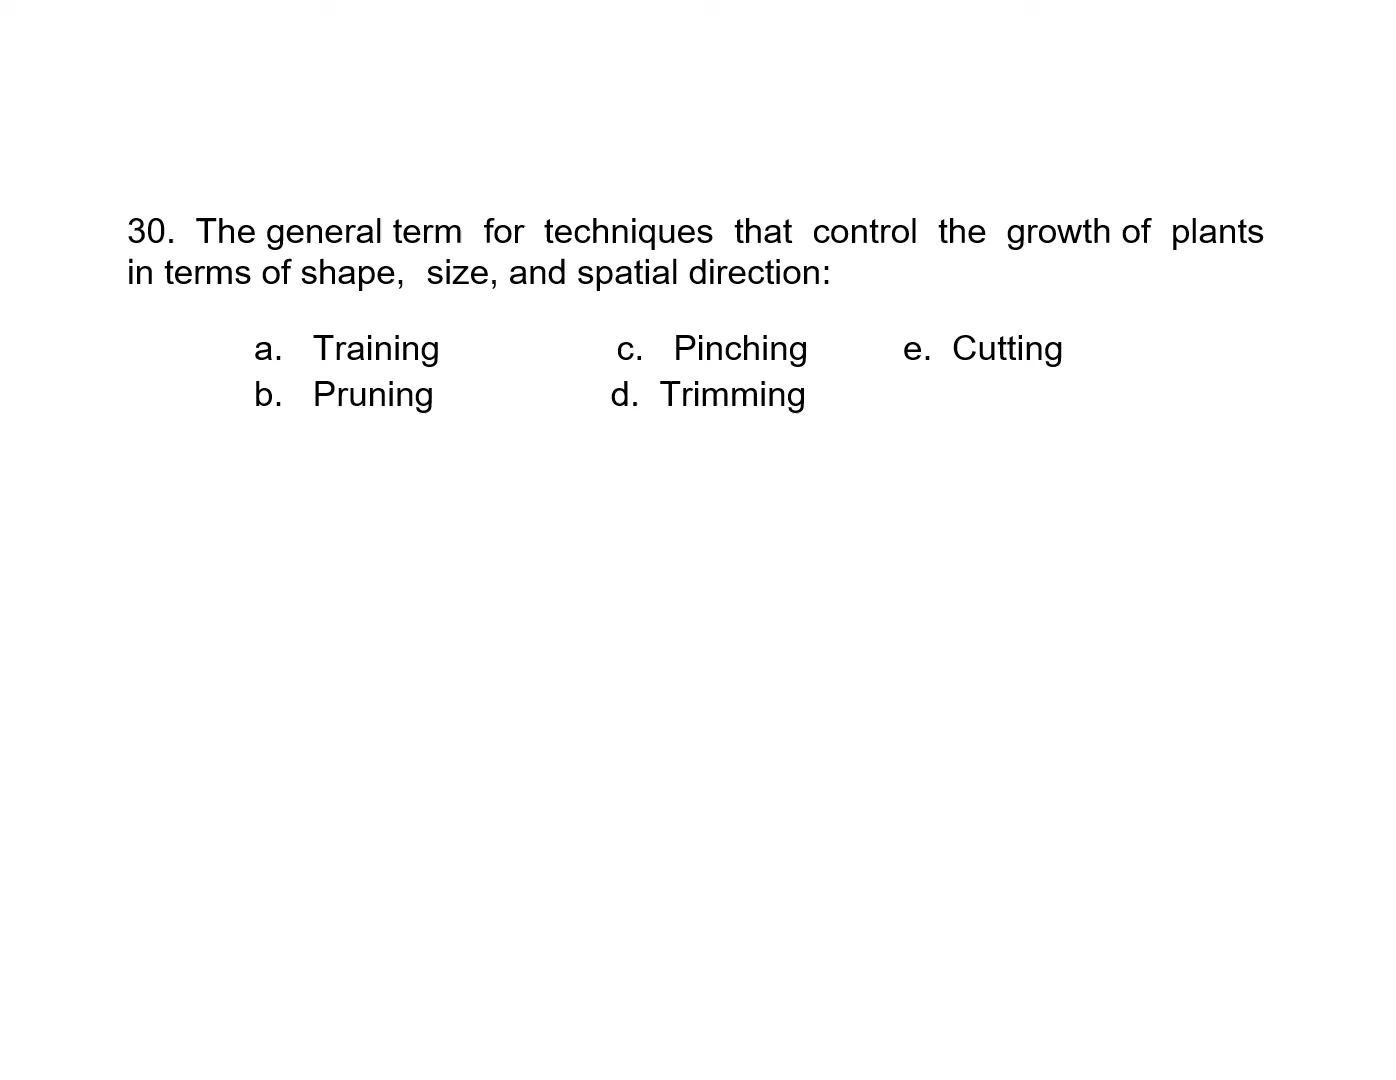 30. The general term for techniques that control the growth of plants
in terms of shape, size, and spatial direction:
a. Training c. Pinching e. Cutting
b. Pruning d. Trimming